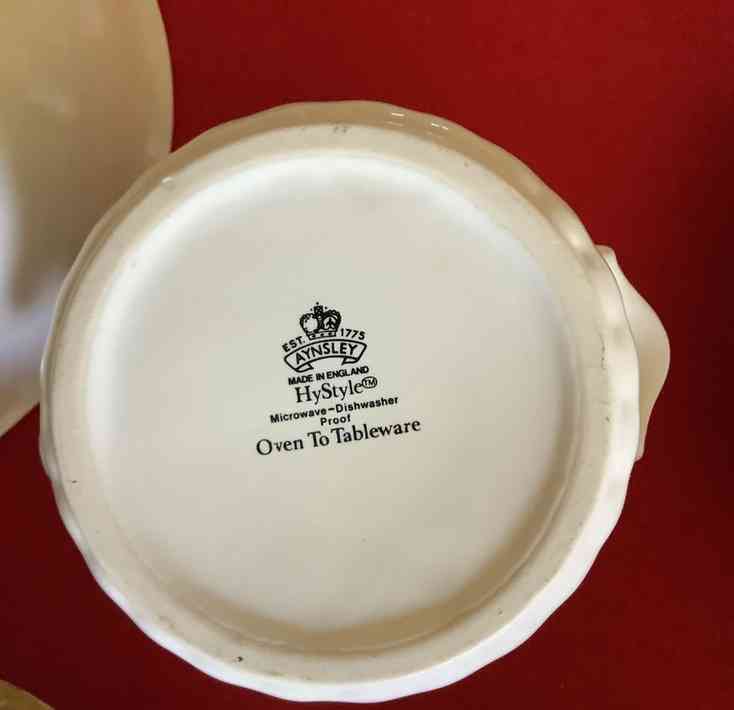 EST. 1775
AYNSLEY
MADE IN ENGLAND
HyStyle™
Microwave-Dishwasher
Proof
Oven To Tableware